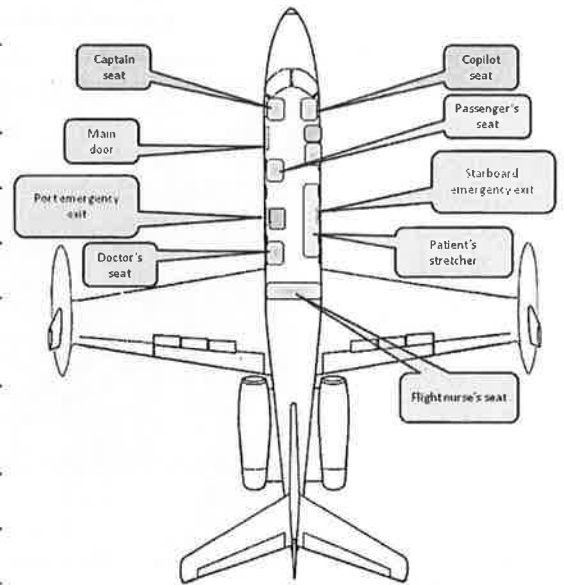 Captain
seat
Copilot
seat
Passenger's
seat
Main
door
Starboard
emergency exit
Port emergency
exit
Doctor's
seat
Patient's
stretcher
Flight nurse's seat